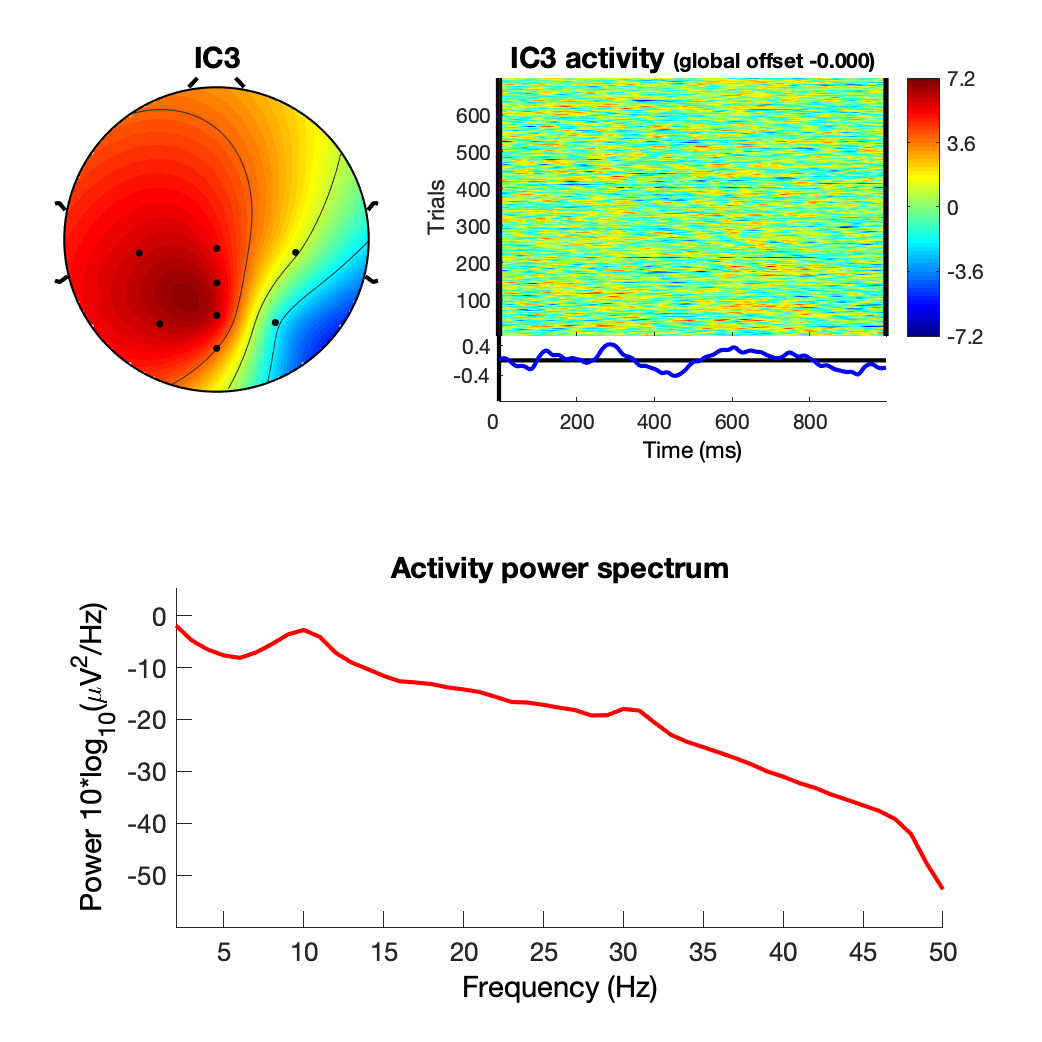 IC3
IC3 activity (global offset -0.000)
7.2
3.6
0
-3.6
-7.2
Trials
600
500
400
300
200
100
0.4
-0.4
0 200 400 600 800
Time (ms)
Activity power spectrum
Power 10*log10(μV2/Hz)
0
-10
-20
-30
-40
-50
5 10 15 20 25 30 35 40 45 50
Frequency (Hz)